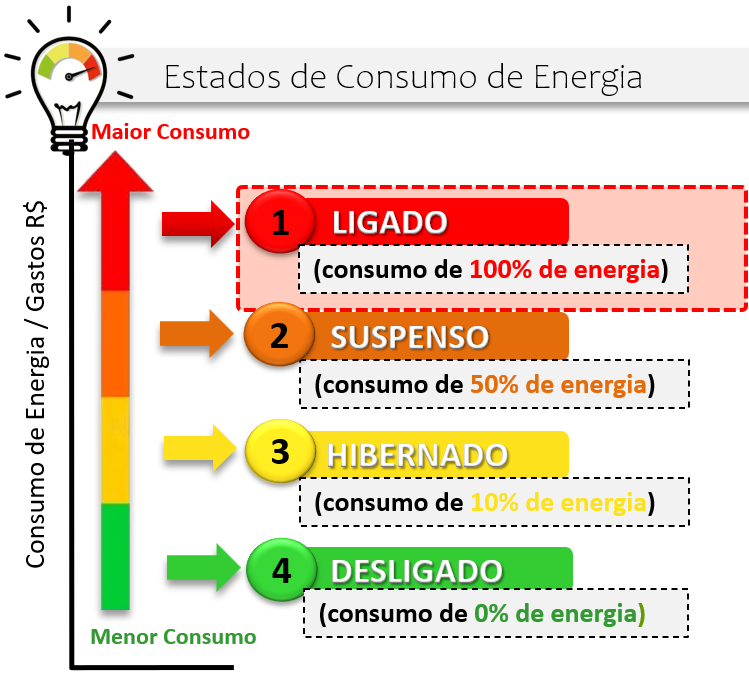 Estados de Consumo de Energia
Maior Consumo
Consumo de Energia / Gastos R$
1 LIGADO
(consumo de 100% de energia)
2 SUSPENSO
(consumo de 50% de energia)
3 HIBERNADO
(consumo de 10% de energia)
4 DESLIGADO
(consumo de 0% de energia)
Menor Consumo